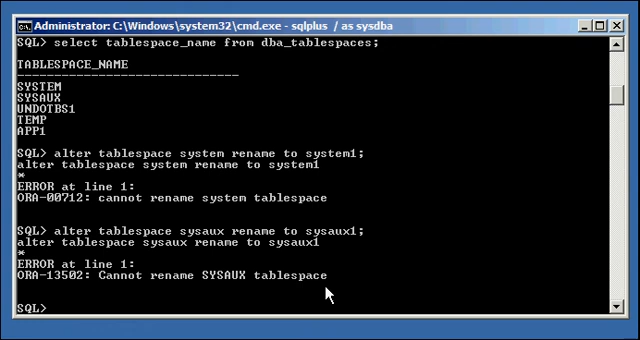 Administrator: C:\Windows\system32\cmd.exe - sqlplus / as sysdba
SQL> select tablespace_name from dba_tablespaces;
TABLESPACE_NAME
------------------------------
SYSTEM
SYSAUX
UNDOTBS1
TEMP
APP1
SQL> alter tablespace system rename to system1;
alter tablespace system rename to system1
*
ERROR at line 1:
ORA-00712: cannot rename system tablespace
SQL> alter tablespace sysaux rename to sysaux1;
alter tablespace sysaux rename to sysaux1
*
ERROR at line 1:
ORA-13502: Cannot rename SYSAUX tablespace
SQL>